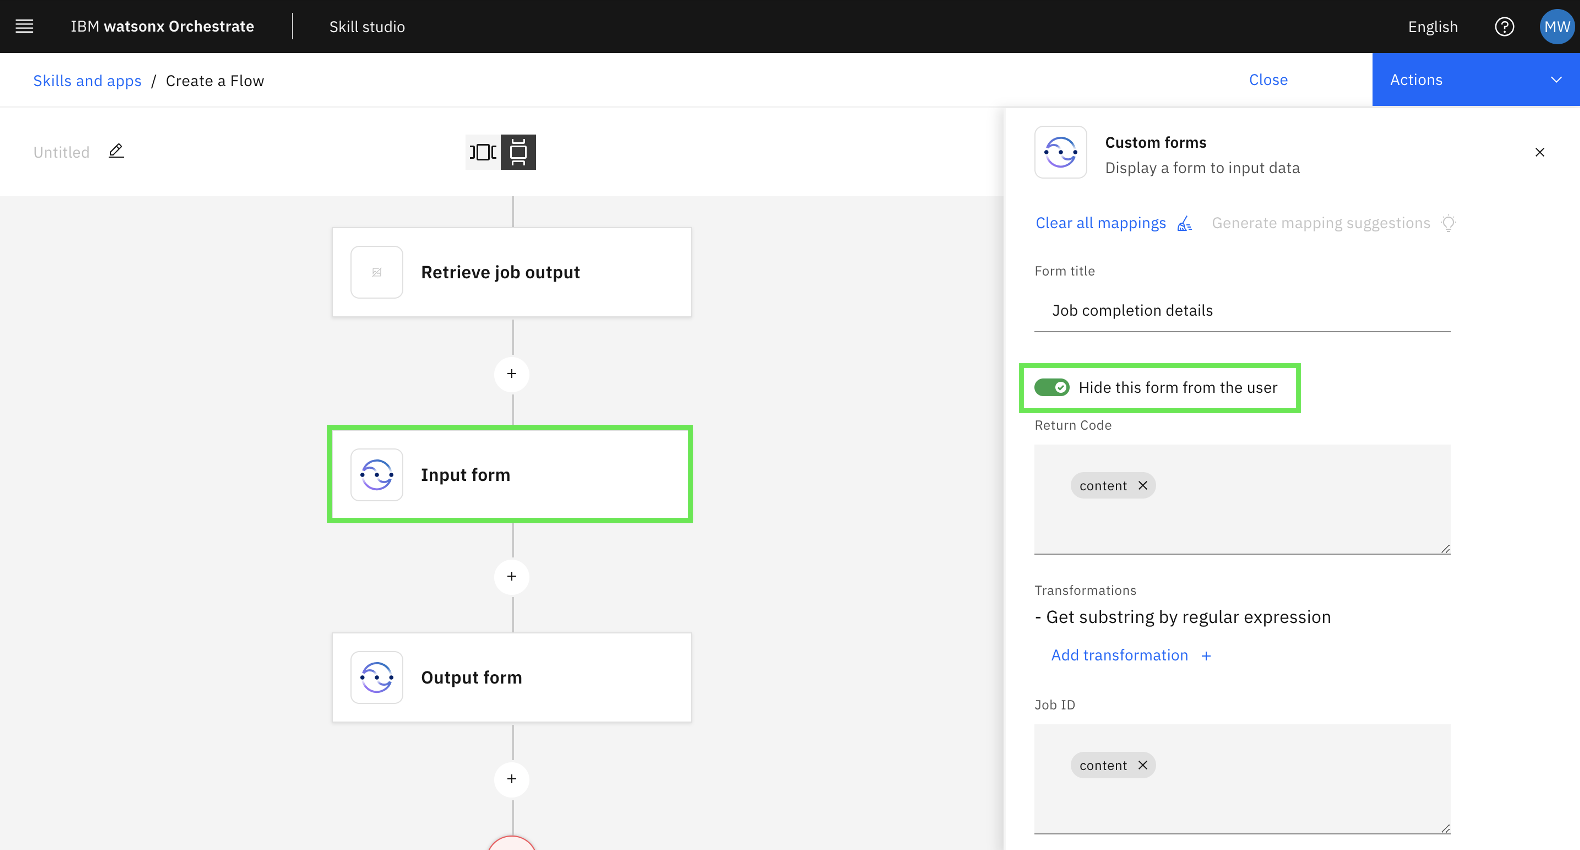 IBM watsonx Orchestrate
Skill studio
English
MW
Skills and apps / Create a Flow
Close
Actions
Untitled
Retrieve job output
+
Input form
+
Output form
+
Custom forms
Display a form to input data
Clear all mappings
Generate mapping suggestions
Form title
Job completion details
Hide this form from the user
Return Code
content
Transformations
- Get substring by regular expression
Add transformation +
Job ID
content